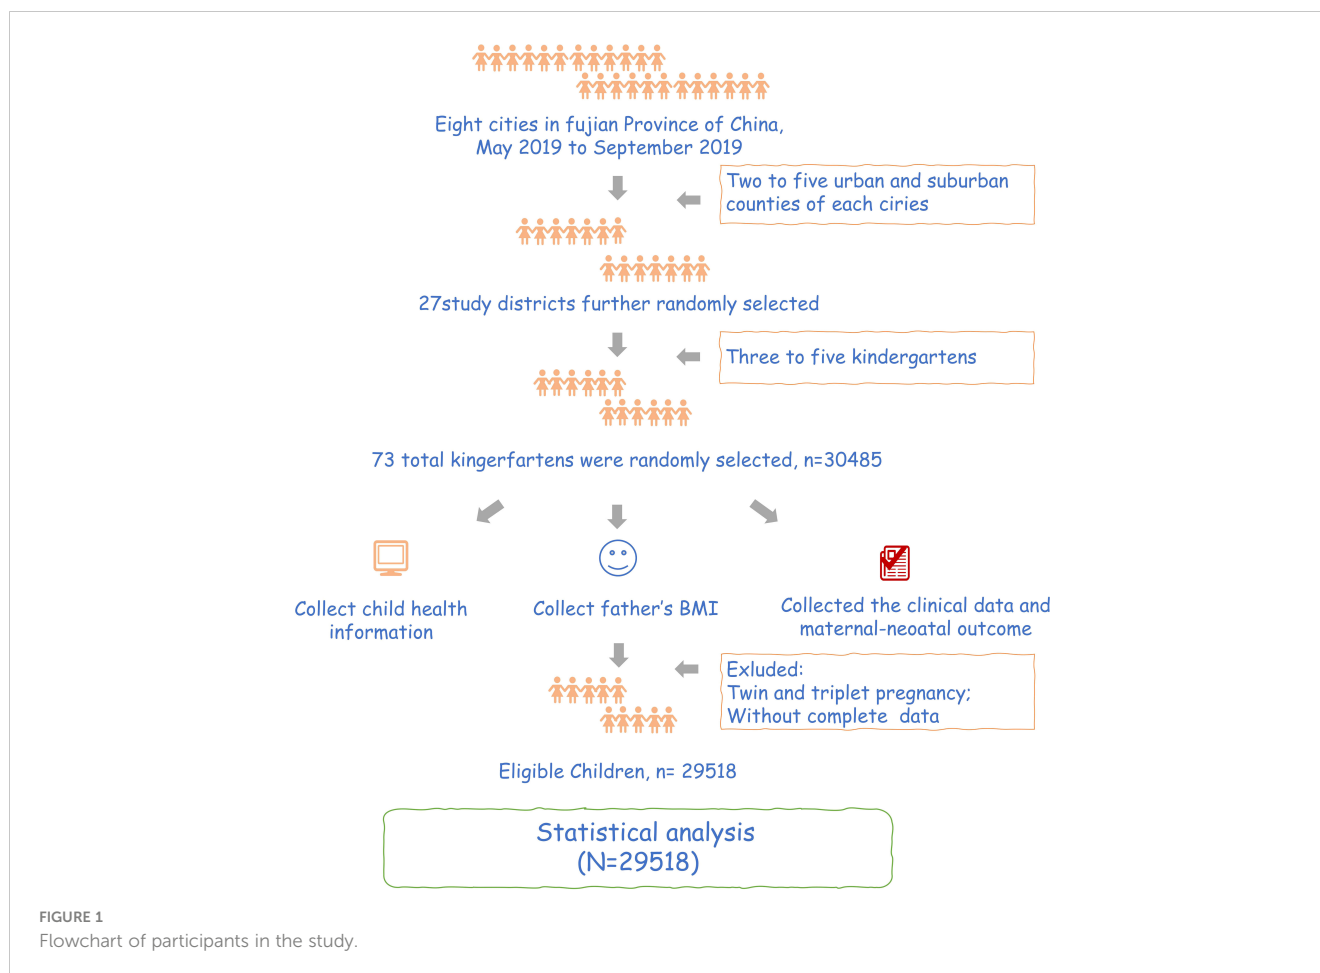 Eight cities in fujian Province of China,
May 2019 to September 2019
Two to five urban and suburban
counties of each ciries
27study districts further randomly selected
Three to five kindergartens
73 total kingerfartens were randomly selected, n=30485
Collect child health
information
Collect father's BMI
Collected the clinical data and
maternal-neoatal outcome
Exluded:
Twin and triplet pregnancy;
Without complete data
Eligible Children, n= 29518
Statistical analysis
(N=29518)
FIGURE 1
Flowchart of participants in the study.